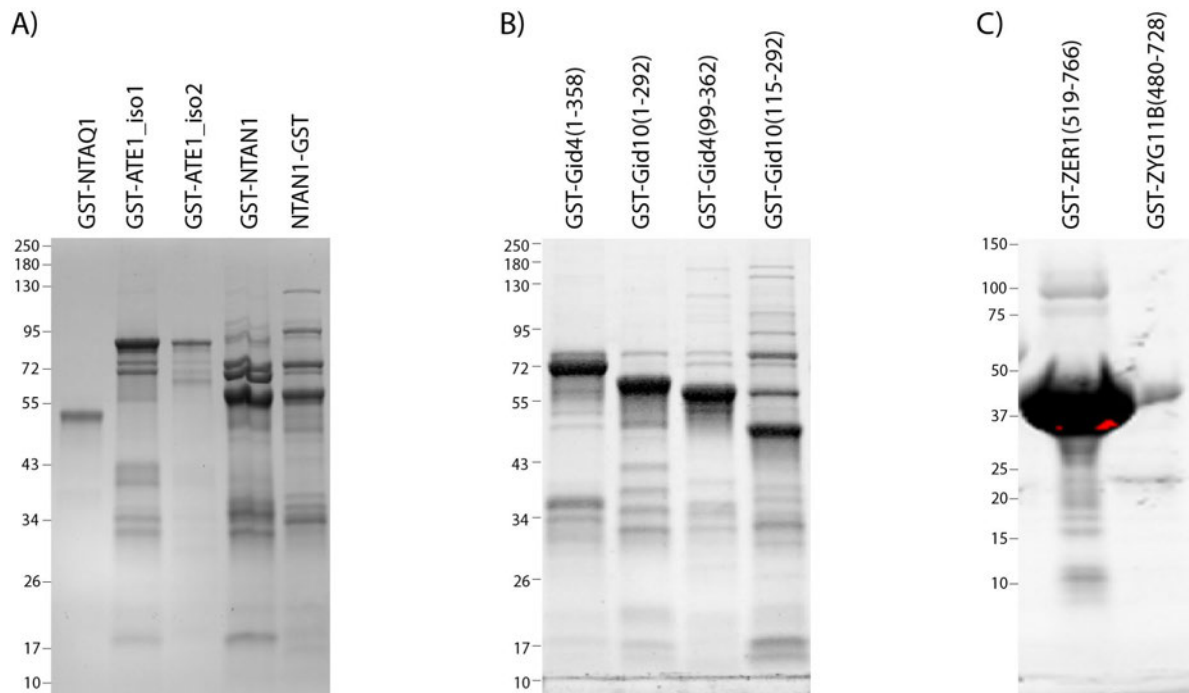 A)
GST-NTAQ1
GST-ATE1_iso1
GST-ATE1_iso2
GST-NTAN1
NTAN1-GST
250
180
130
95
72
55
43
34
26
17
10
B)
GST-Gid4(1-358)
GST-Gid10(1-292)
GST-Gid4(99-362)
GST-Gid10(115-292)
250
180
130
95
72
55
43
34
26
17
10
C)
GST-ZER1(519-766)
GST-ZYG11B(480-728)
150
100
75
50
37
25
20
15
10